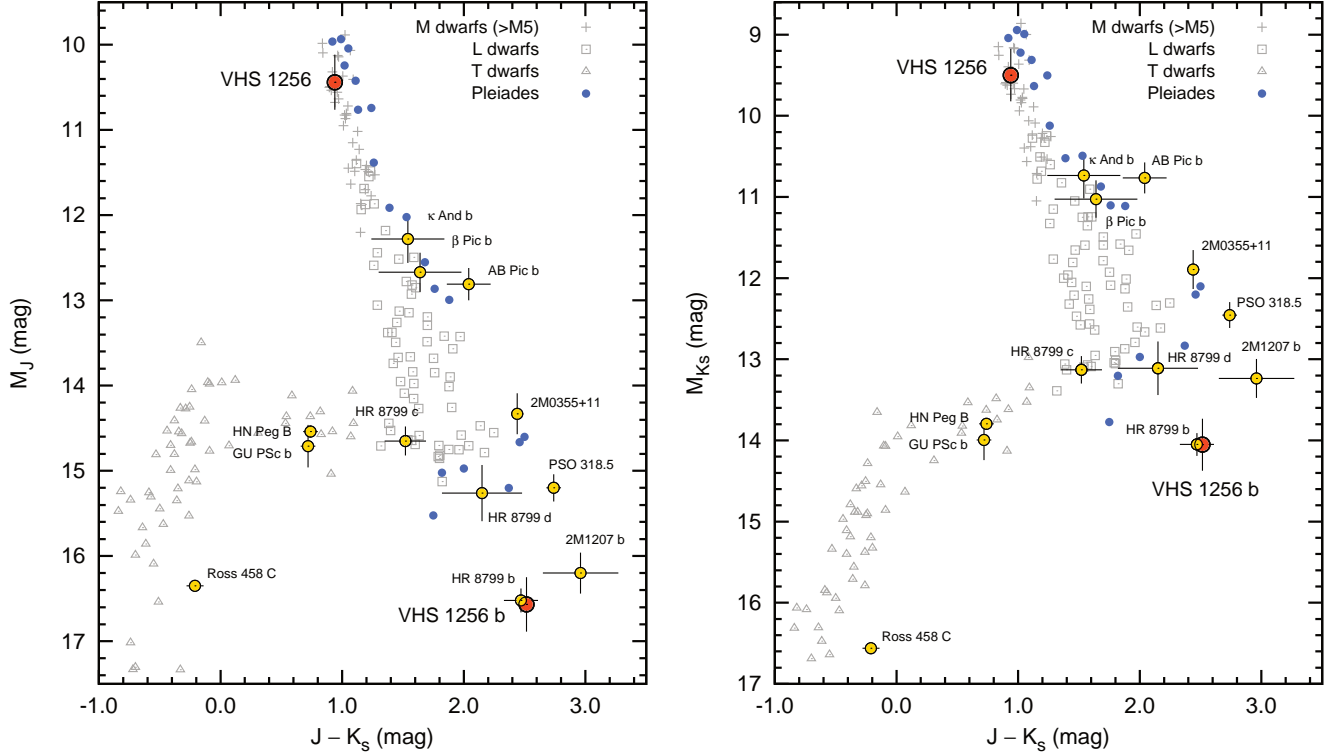 M dwarfs (>M5)
L dwarfs
T dwarfs
Pleiades
VHS 1256
κ And b
β Pic b
AB Pic b
2M0355+11
HR 8799 c
HN Peg B
GU PSc b
PSO 318.5
HR 8799 d
2M1207 b
Ross 458 C
HR 8799 b
VHS 1256 b
10
11
12
13
14
15
16
17
M_J (mag)
-1.0 0.0 1.0 2.0 3.0
J − K_s (mag)
M dwarfs (>M5)
L dwarfs
T dwarfs
Pleiades
VHS 1256
κ And b
AB Pic b
β Pic b
2M0355+11
PSO 318.5
HR 8799 c
HR 8799 d
2M1207 b
HN Peg B
GU PSc b
HR 8799 b
VHS 1256 b
Ross 458 C
9
10
11
12
13
14
15
16
17
M_Ks (mag)
-1.0 0.0 1.0 2.0 3.0
J − K_s (mag)